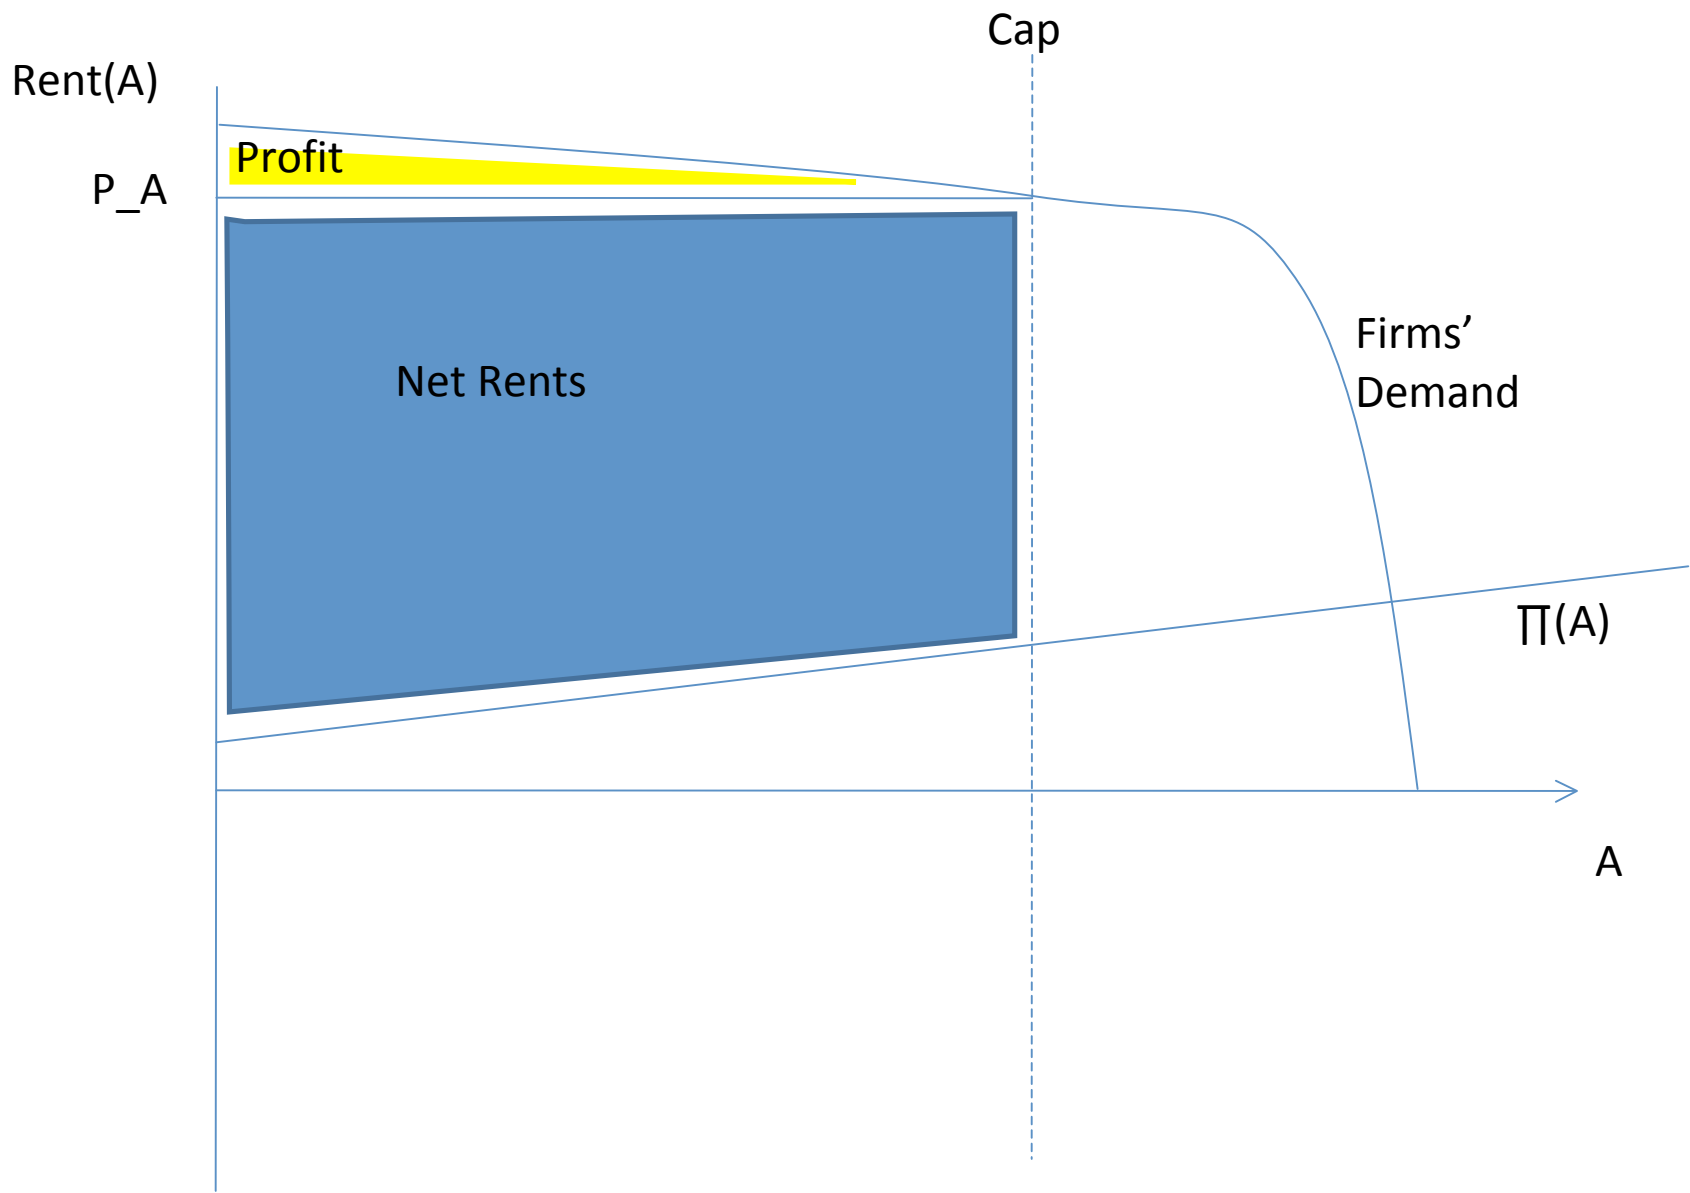 Cap
Rent(A)
Profit
P_A
Firms’
Net Rents
Demand
∏(A)
A